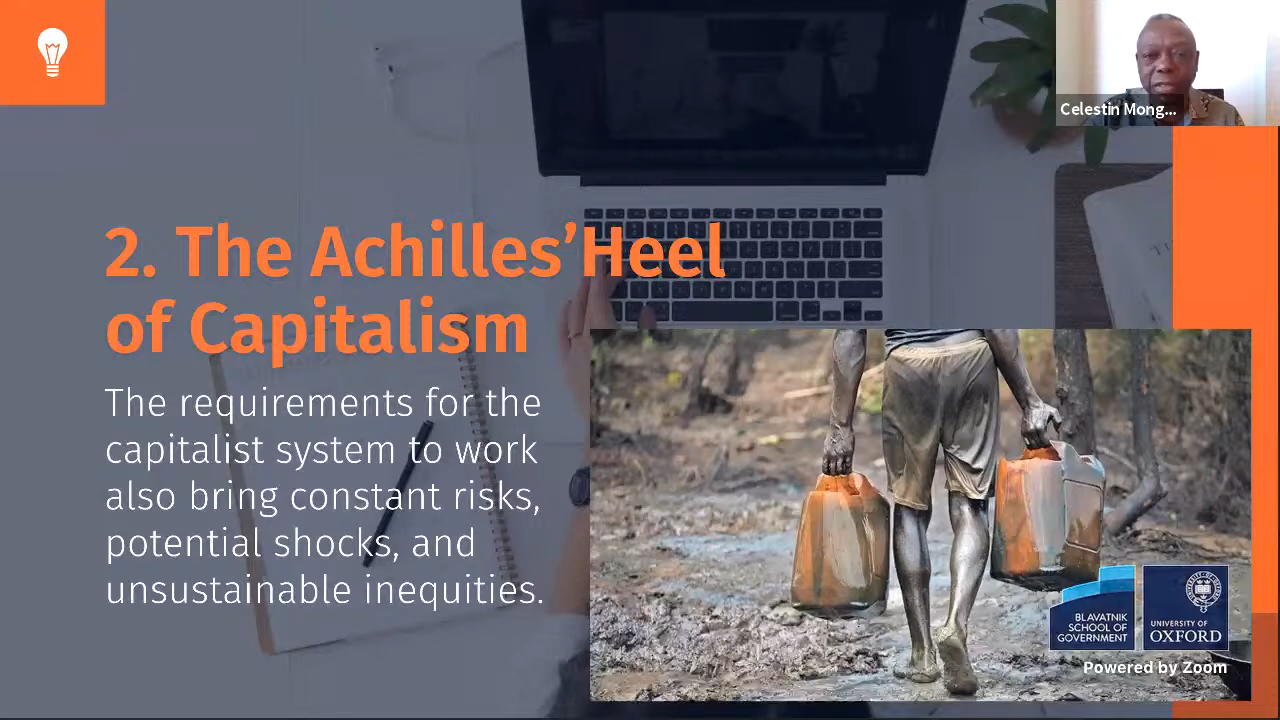 Celestin Mong...
2. The Achilles’Heel
of Capitalism
The requirements for the
capitalist system to work
also bring constant risks,
potential shocks, and
unsustainable inequities.
BLAVATNIK
SCHOOL OF
GOVERNMENT
UNIVERSITY OF
OXFORD
Powered by Zoom